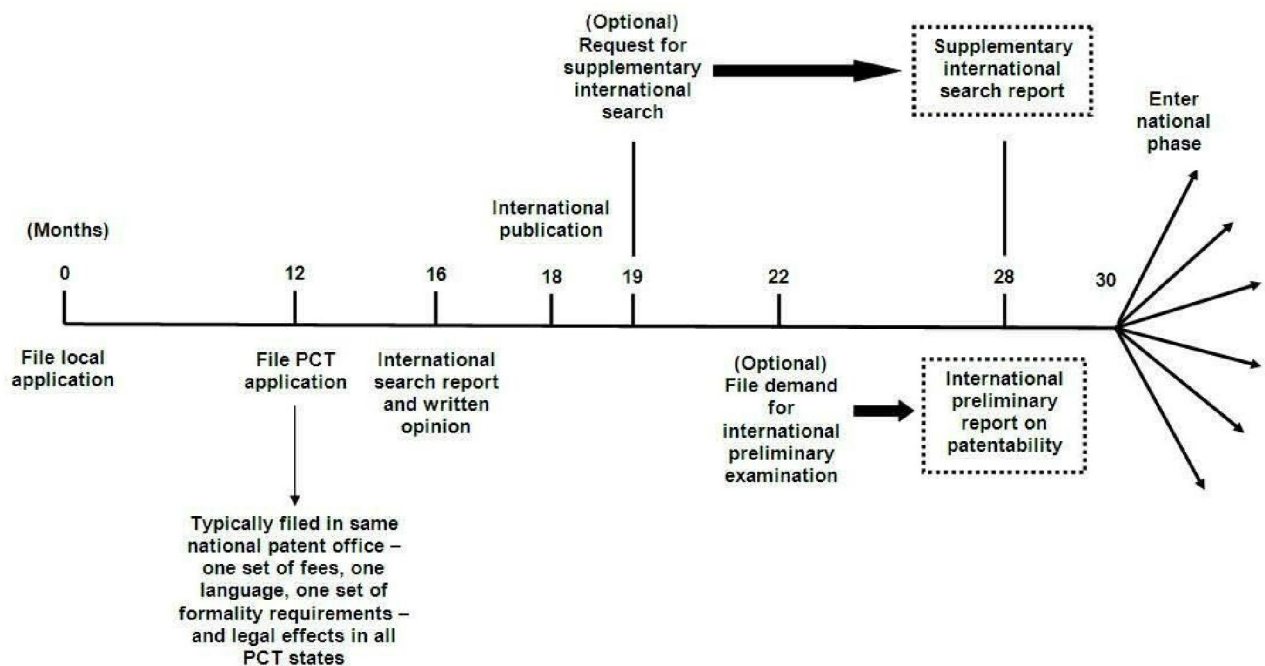 (Optional)
Request for
supplementary
international
search
Supplementary
international
search report
Enter
national
phase
International
publication
(Months)
0
12
16
18
19
22
28
30
File local
application
File PCT
application
International
search report
and written
opinion
(Optional)
File demand
for
international
preliminary
examination
International
preliminary
report on
patentability
Typically filed in same
national patent office –
one set of fees, one
language, one set of
formality requirements –
and legal effects in all
PCT states